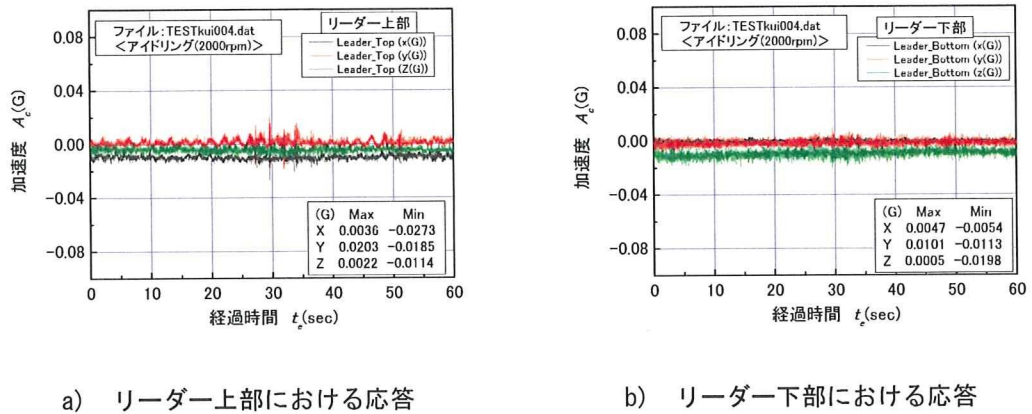 ファイル:TESTkui004.dat
<アイドリング(2000rpm)>
リーダー上部
Leader_Top (x(G))
Leader_Top (y(G))
Leader_Top (Z(G))
加速度 Ac(G)
0.08
0.04
0.00
-0.04
-0.08
(G) Max Min
X 0.0036 -0.0273
Y 0.0203 -0.0185
Z 0.0022 -0.0114
0 10 20 30 40 50 60
経過時間 te(sec)
a) リーダー上部における応答
ファイル:TESTkui004.dat
<アイドリング(2000rpm)>
リーダー下部
Leader_Bottom (x(G))
Leader_Bottom (y(G))
Leader_Bottom (z(G))
加速度 Ac(G)
0.08
0.04
0.00
-0.04
-0.08
(G) Max Min
X 0.0047 -0.0054
Y 0.0101 -0.0113
Z 0.0005 -0.0198
0 10 20 30 40 50 60
経過時間 te(sec)
b) リーダー下部における応答